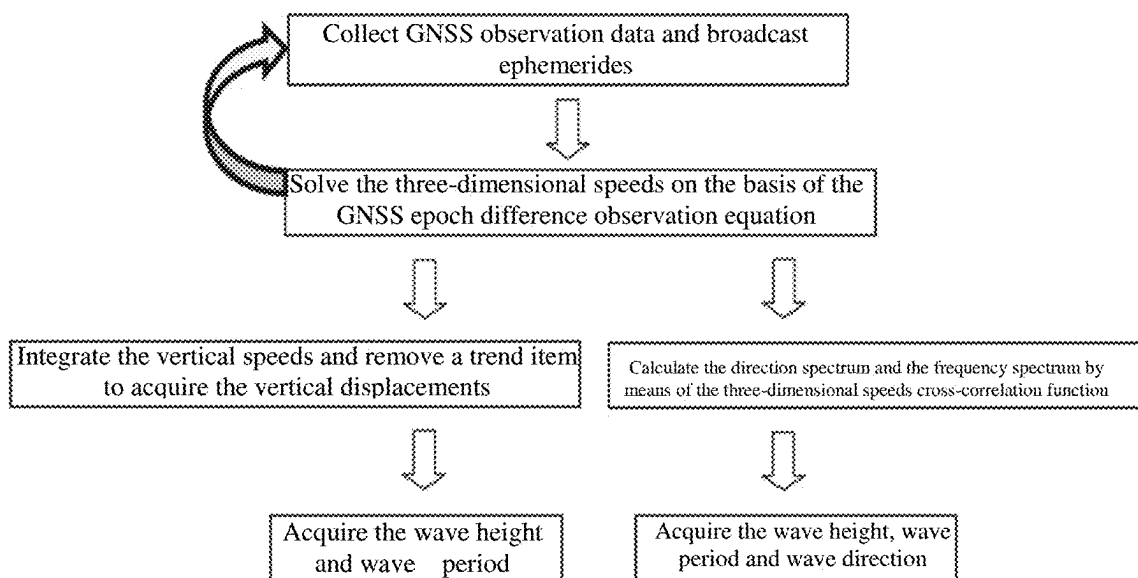 Collect GNSS observation data and broadcast
ephemerides
Solve the three-dimensional speeds on the basis of the
GNSS epoch difference observation equation
Integrate the vertical speeds and remove a trend item
to acquire the vertical displacements
Calculate the direction spectrum and the frequency spectrum by
means of the three-dimensional speeds cross-correlation function
Acquire the wave height
and wave period
Acquire the wave height, wave
period and wave direction